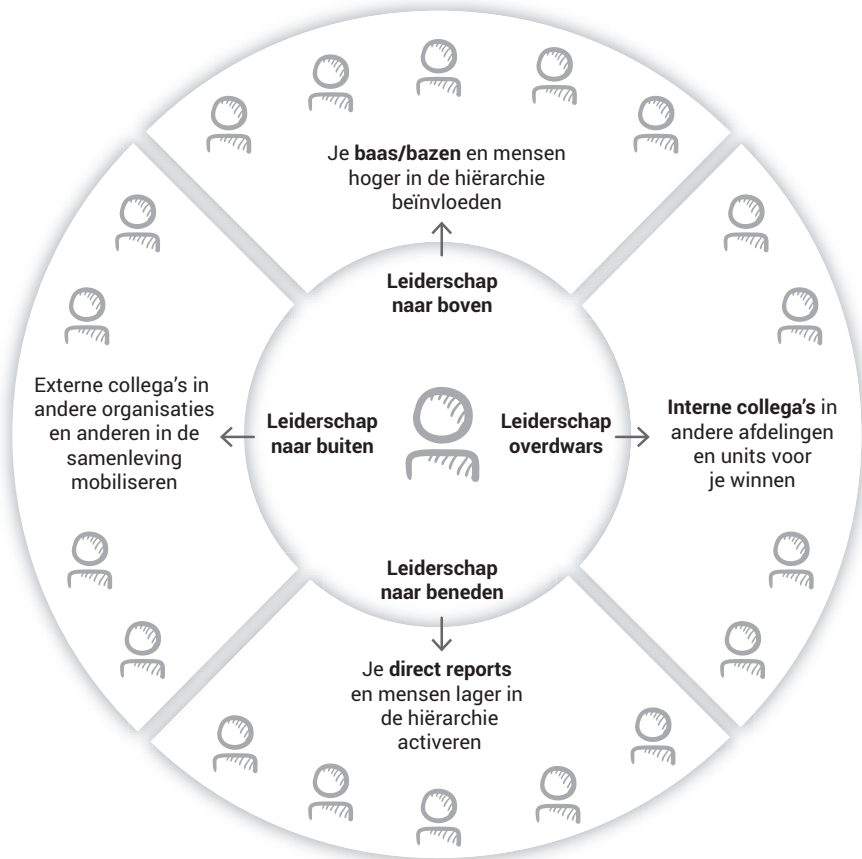 Je baas/bazen en mensen
hoger in de hiërarchie
beïnvloeden
Leiderschap
naar boven
Externe collega's in
andere organisaties
en anderen in de
samenleving
mobiliseren
Leiderschap
naar buiten
Leiderschap
overdwars
Interne collega's in
andere afdelingen
en units voor
je winnen
Leiderschap
naar beneden
Je direct reports
en mensen lager in
de hiërarchie
activeren